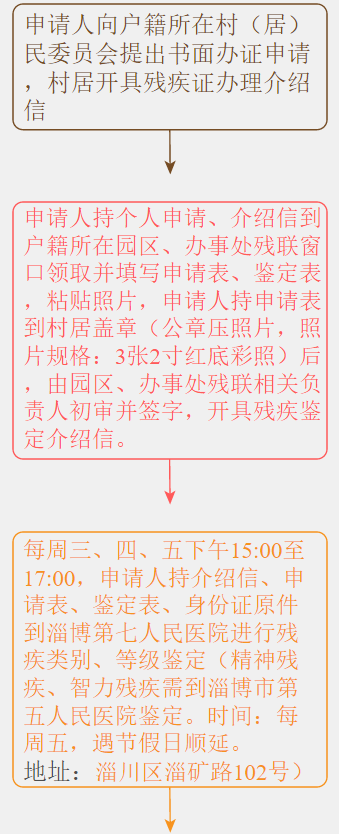 申请人向户籍所在村（居）
民委员会提出书面办证申请
，村居开具残疾证办理介绍
信
申请人持个人申请、介绍信到
户籍所在园区、办事处残联窗
口领取并填写申请表、鉴定表
，粘贴照片，申请人持申请表
到村居盖章（公章压照片，照
片规格：3张2寸红底彩照）后
，由园区、办事处残联相关负
责人初审并签字，开具残疾鉴
定介绍信。
每周三、四、五下午15:00至
17:00，申请人持介绍信、申
请表、鉴定表、身份证原件
到淄博第七人民医院进行残
疾类别、等级鉴定（精神残
疾、智力残疾需到淄博市第
五人民医院鉴定。时间：每
周五，遇节假日顺延。
地址：淄川区淄矿路102号）